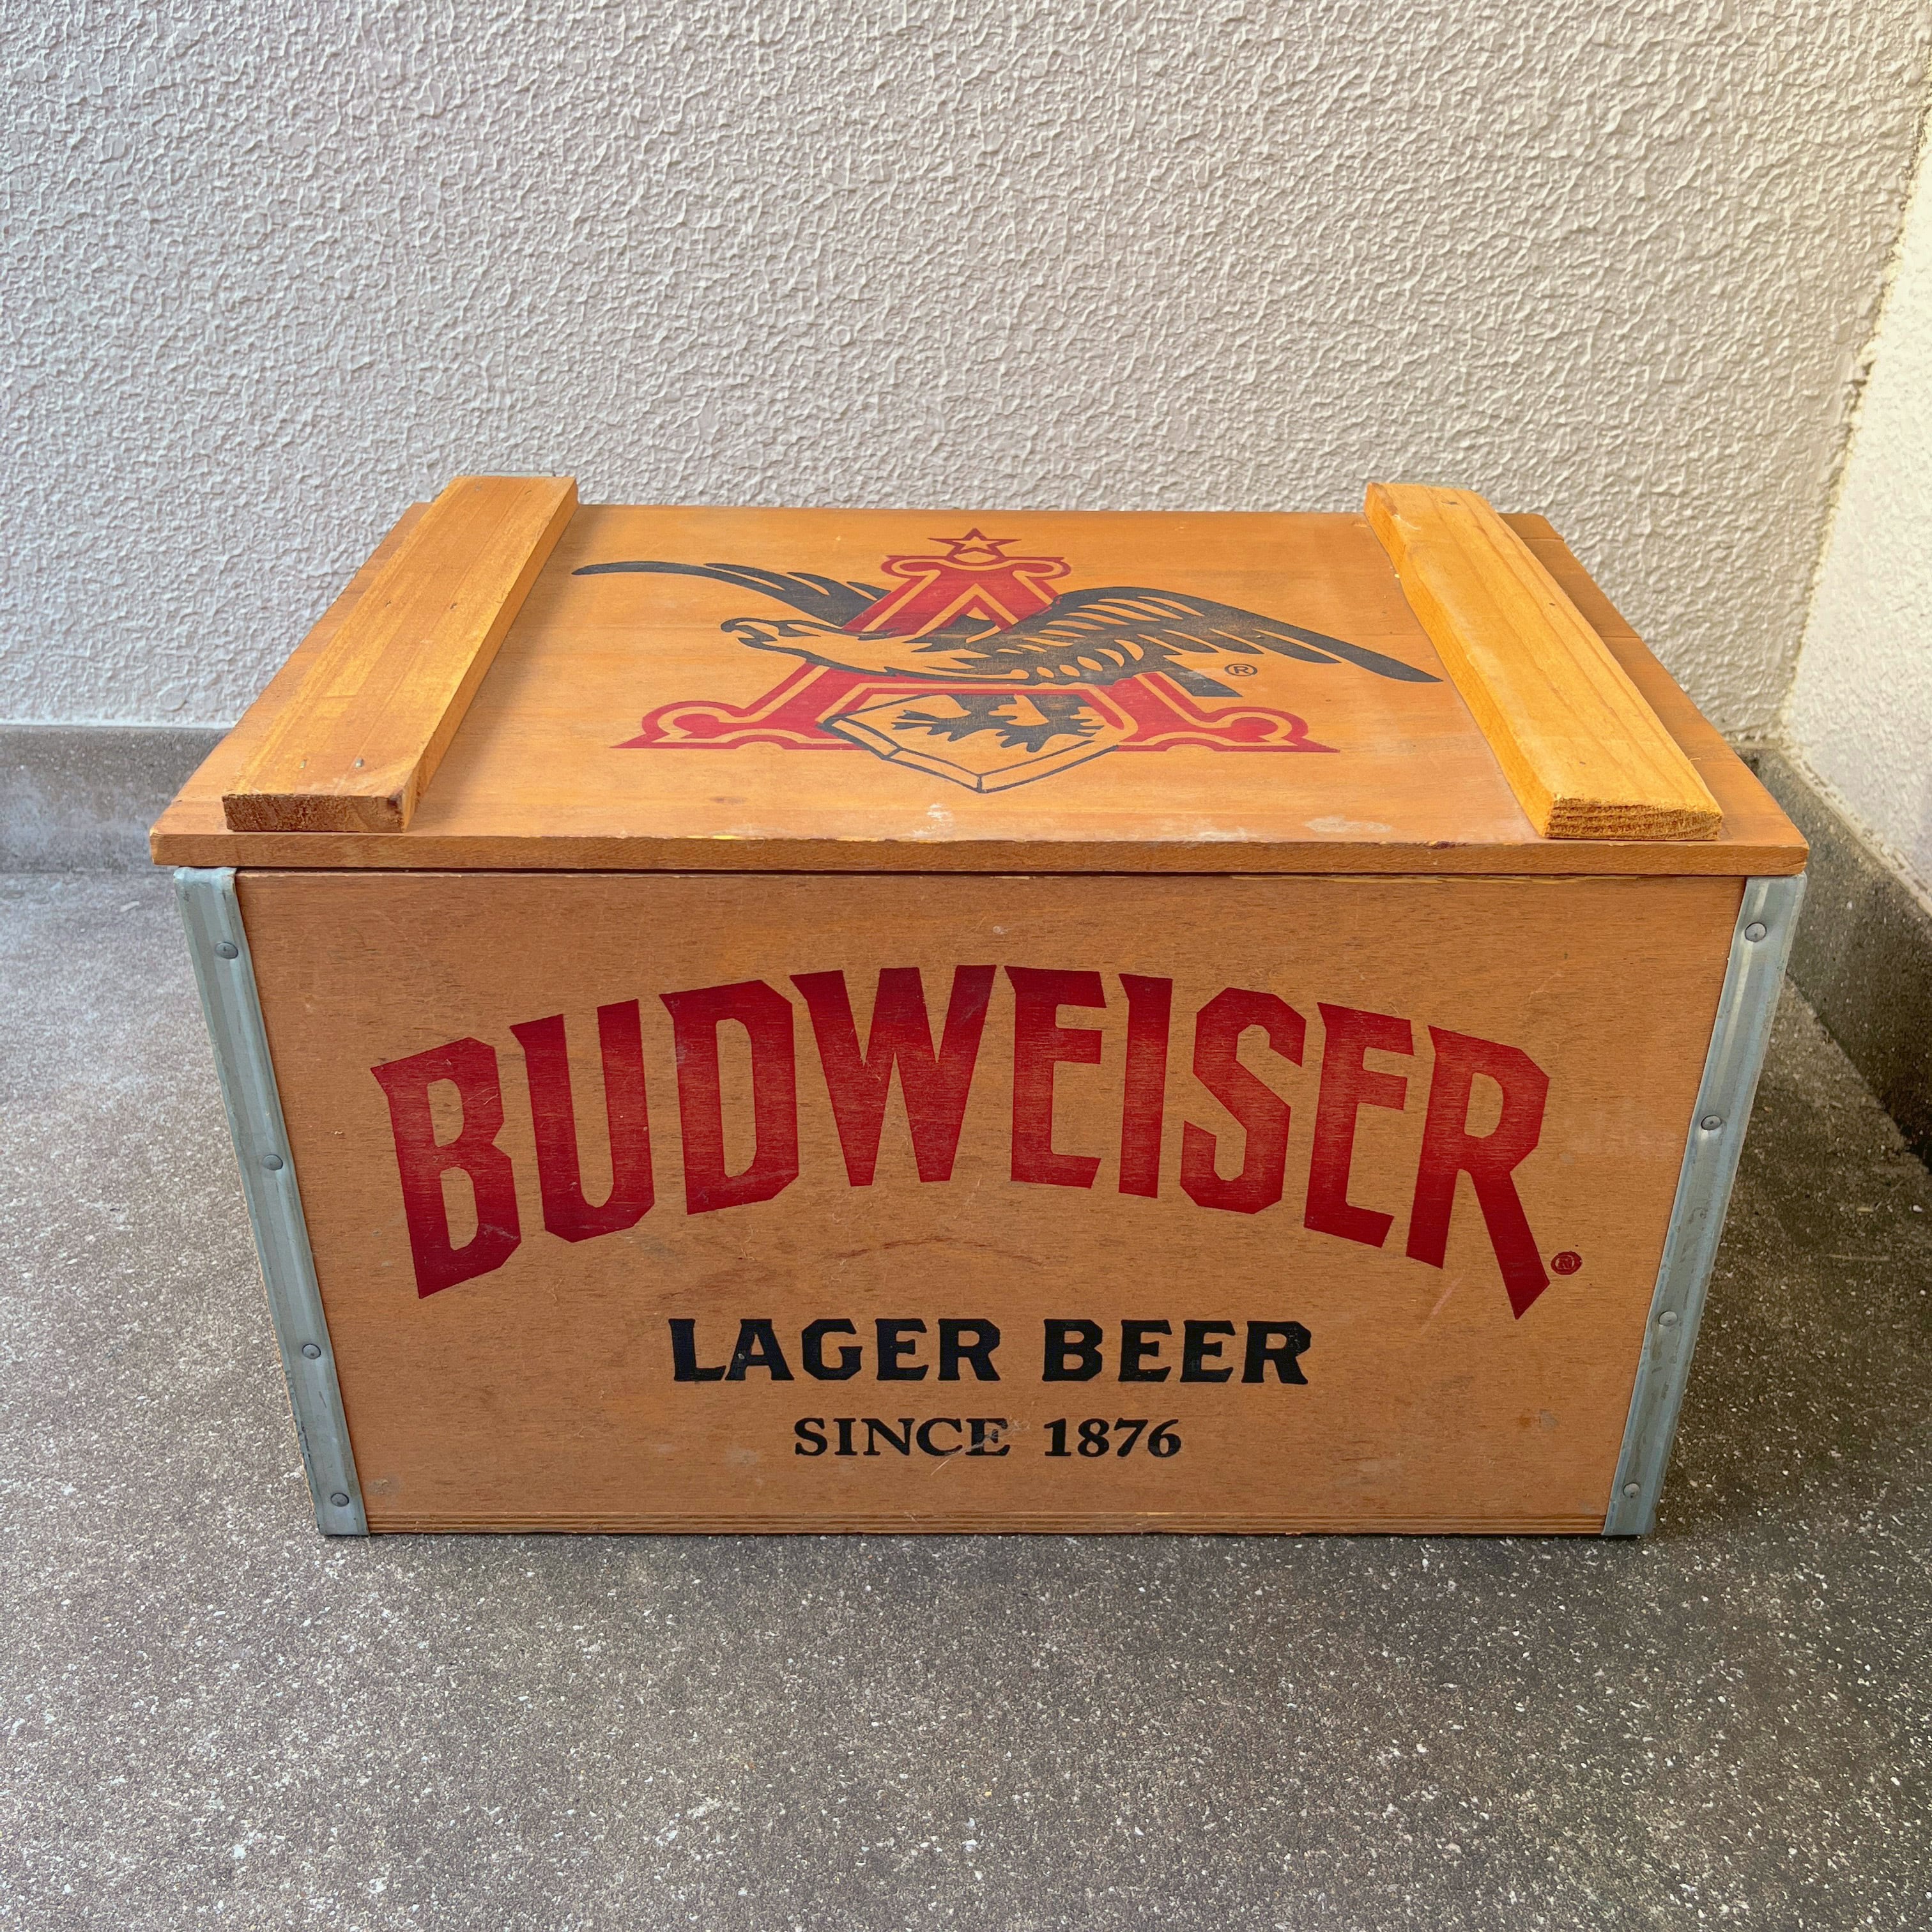 A
®
BUDWEISER®
LAGER BEER
SINCE 1876